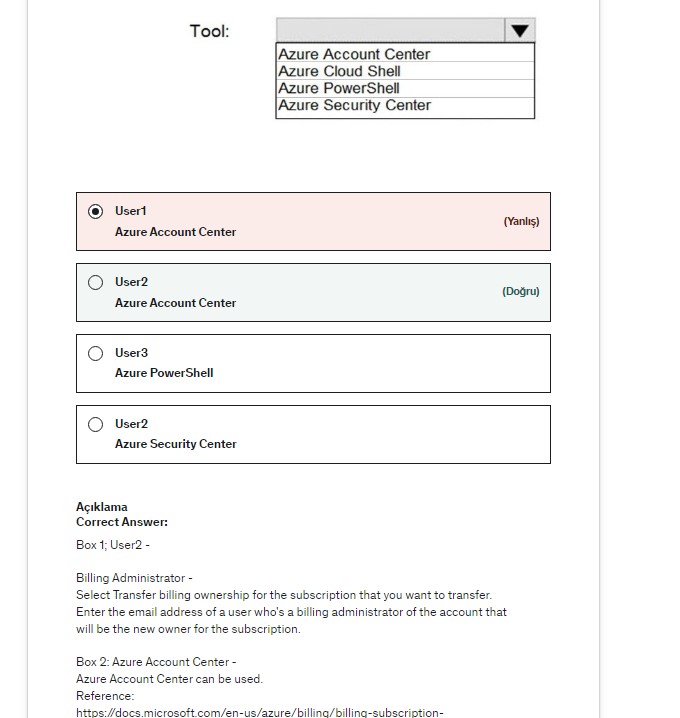 Tool:
Azure Account Center
Azure Cloud Shell
Azure PowerShell
Azure Security Center
User1
Azure Account Center
(Yanlış)
User2
Azure Account Center
(Doğru)
User3
Azure PowerShell
User2
Azure Security Center
Açıklama
Correct Answer:
Box 1; User2 -
Billing Administrator -
Select Transfer billing ownership for the subscription that you want to transfer.
Enter the email address of a user who's a billing administrator of the account that
will be the new owner for the subscription.
Box 2: Azure Account Center -
Azure Account Center can be used.
Reference:
https://docs.microsoft.com/en-us/azure/billing/billing-subscription-